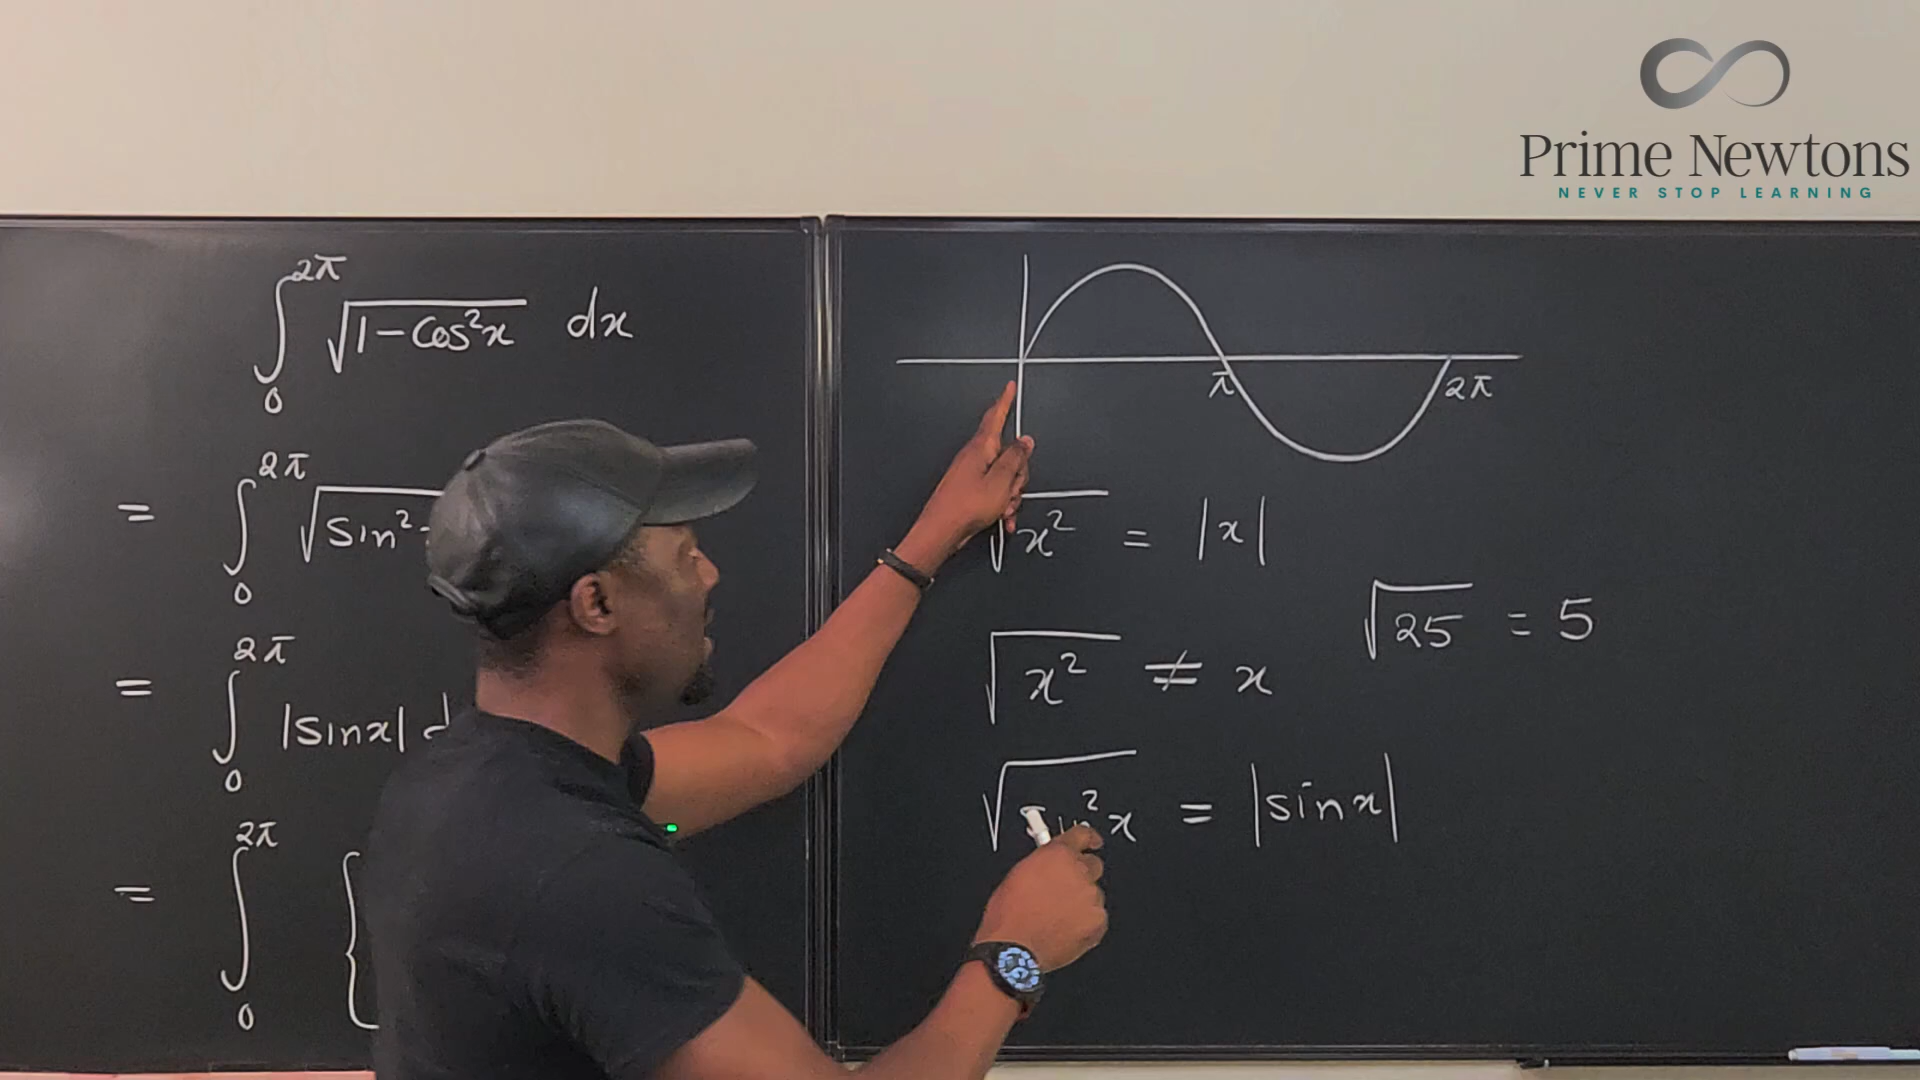 Prime Newtons
NEVER STOP LEARNING
∫₀^2π √(1-Cos²x) dx
= ∫₀^2π √(Sin²
= ∫₀^2π |sinx| d
= ∫₀^2π {
π 2π
√x² = |x|
√25 = 5
√x² ≠ x
√sin²x = |sinx|